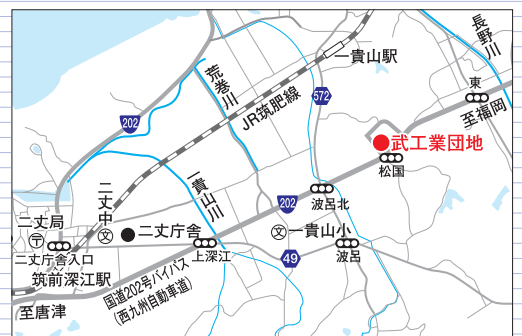 一貴山駅
長野川
荒巻川
東
至福岡
572
JR筑肥線
202
武工業団地
松国
二丈中
一貴山川
202
波呂北
二丈局
〒
文
二丈庁舎
文
一貴山小
二丈庁舎入口
上深江
波呂
49
筑前深江駅
国道202号バイパス
(西九州自動車道)
至唐津